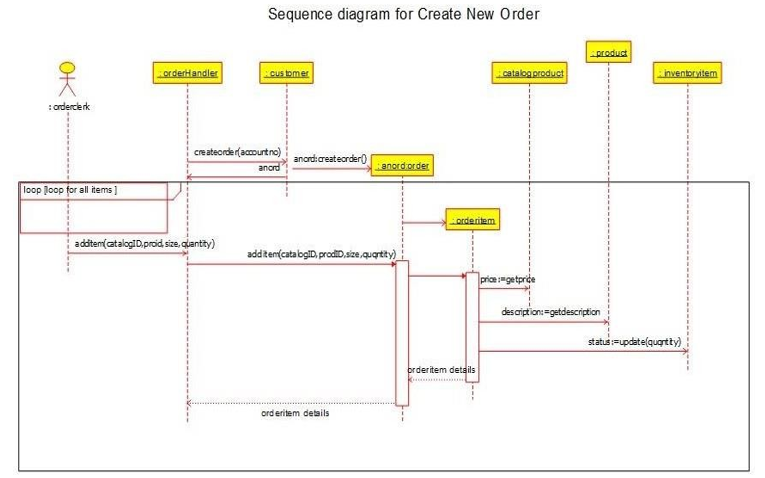 Sequence diagram for Create New Order
: product
: orderHandler
: customer
: catalogproduct
: inventoryitem
: orderclerk
createorder(accountno)
anord:createorder()
anord
: anord:order
loop [loop for all items ]
: orderitem
additem(catalogID,prcid,size,quantity)
additem(catalogID,prodID,size,quqntity)
price:=getprice
description:=getdescription
status:=update(quqntity)
orderitem details
orderitem details